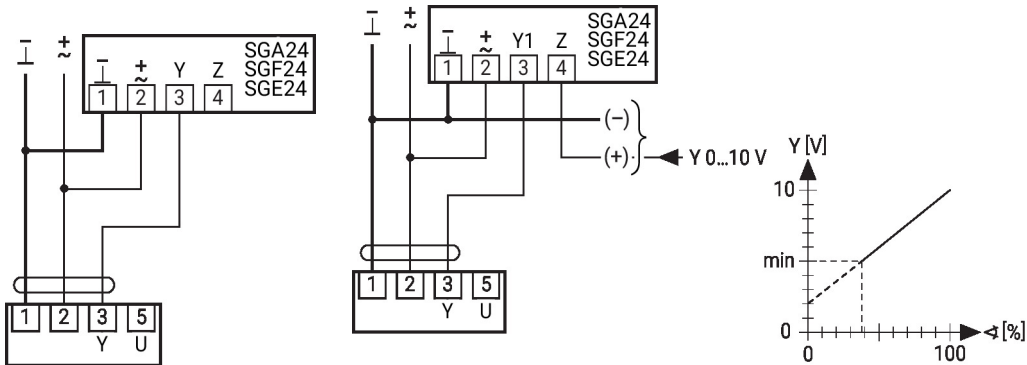 ⊥ − + ~
SGA24
SGF24
SGE24
⊥ − + ~ Y Z
1 2 3 4
1 2 3 5
Y U
⊥ − + ~
SGA24
SGF24
SGE24
⊥ − + ~ Y1 Z
1 2 3 4
(−)
(+) Y 0...10 V
1 2 3 5
Y U
Y [V]
10
min
0
0 100
∢ [%]